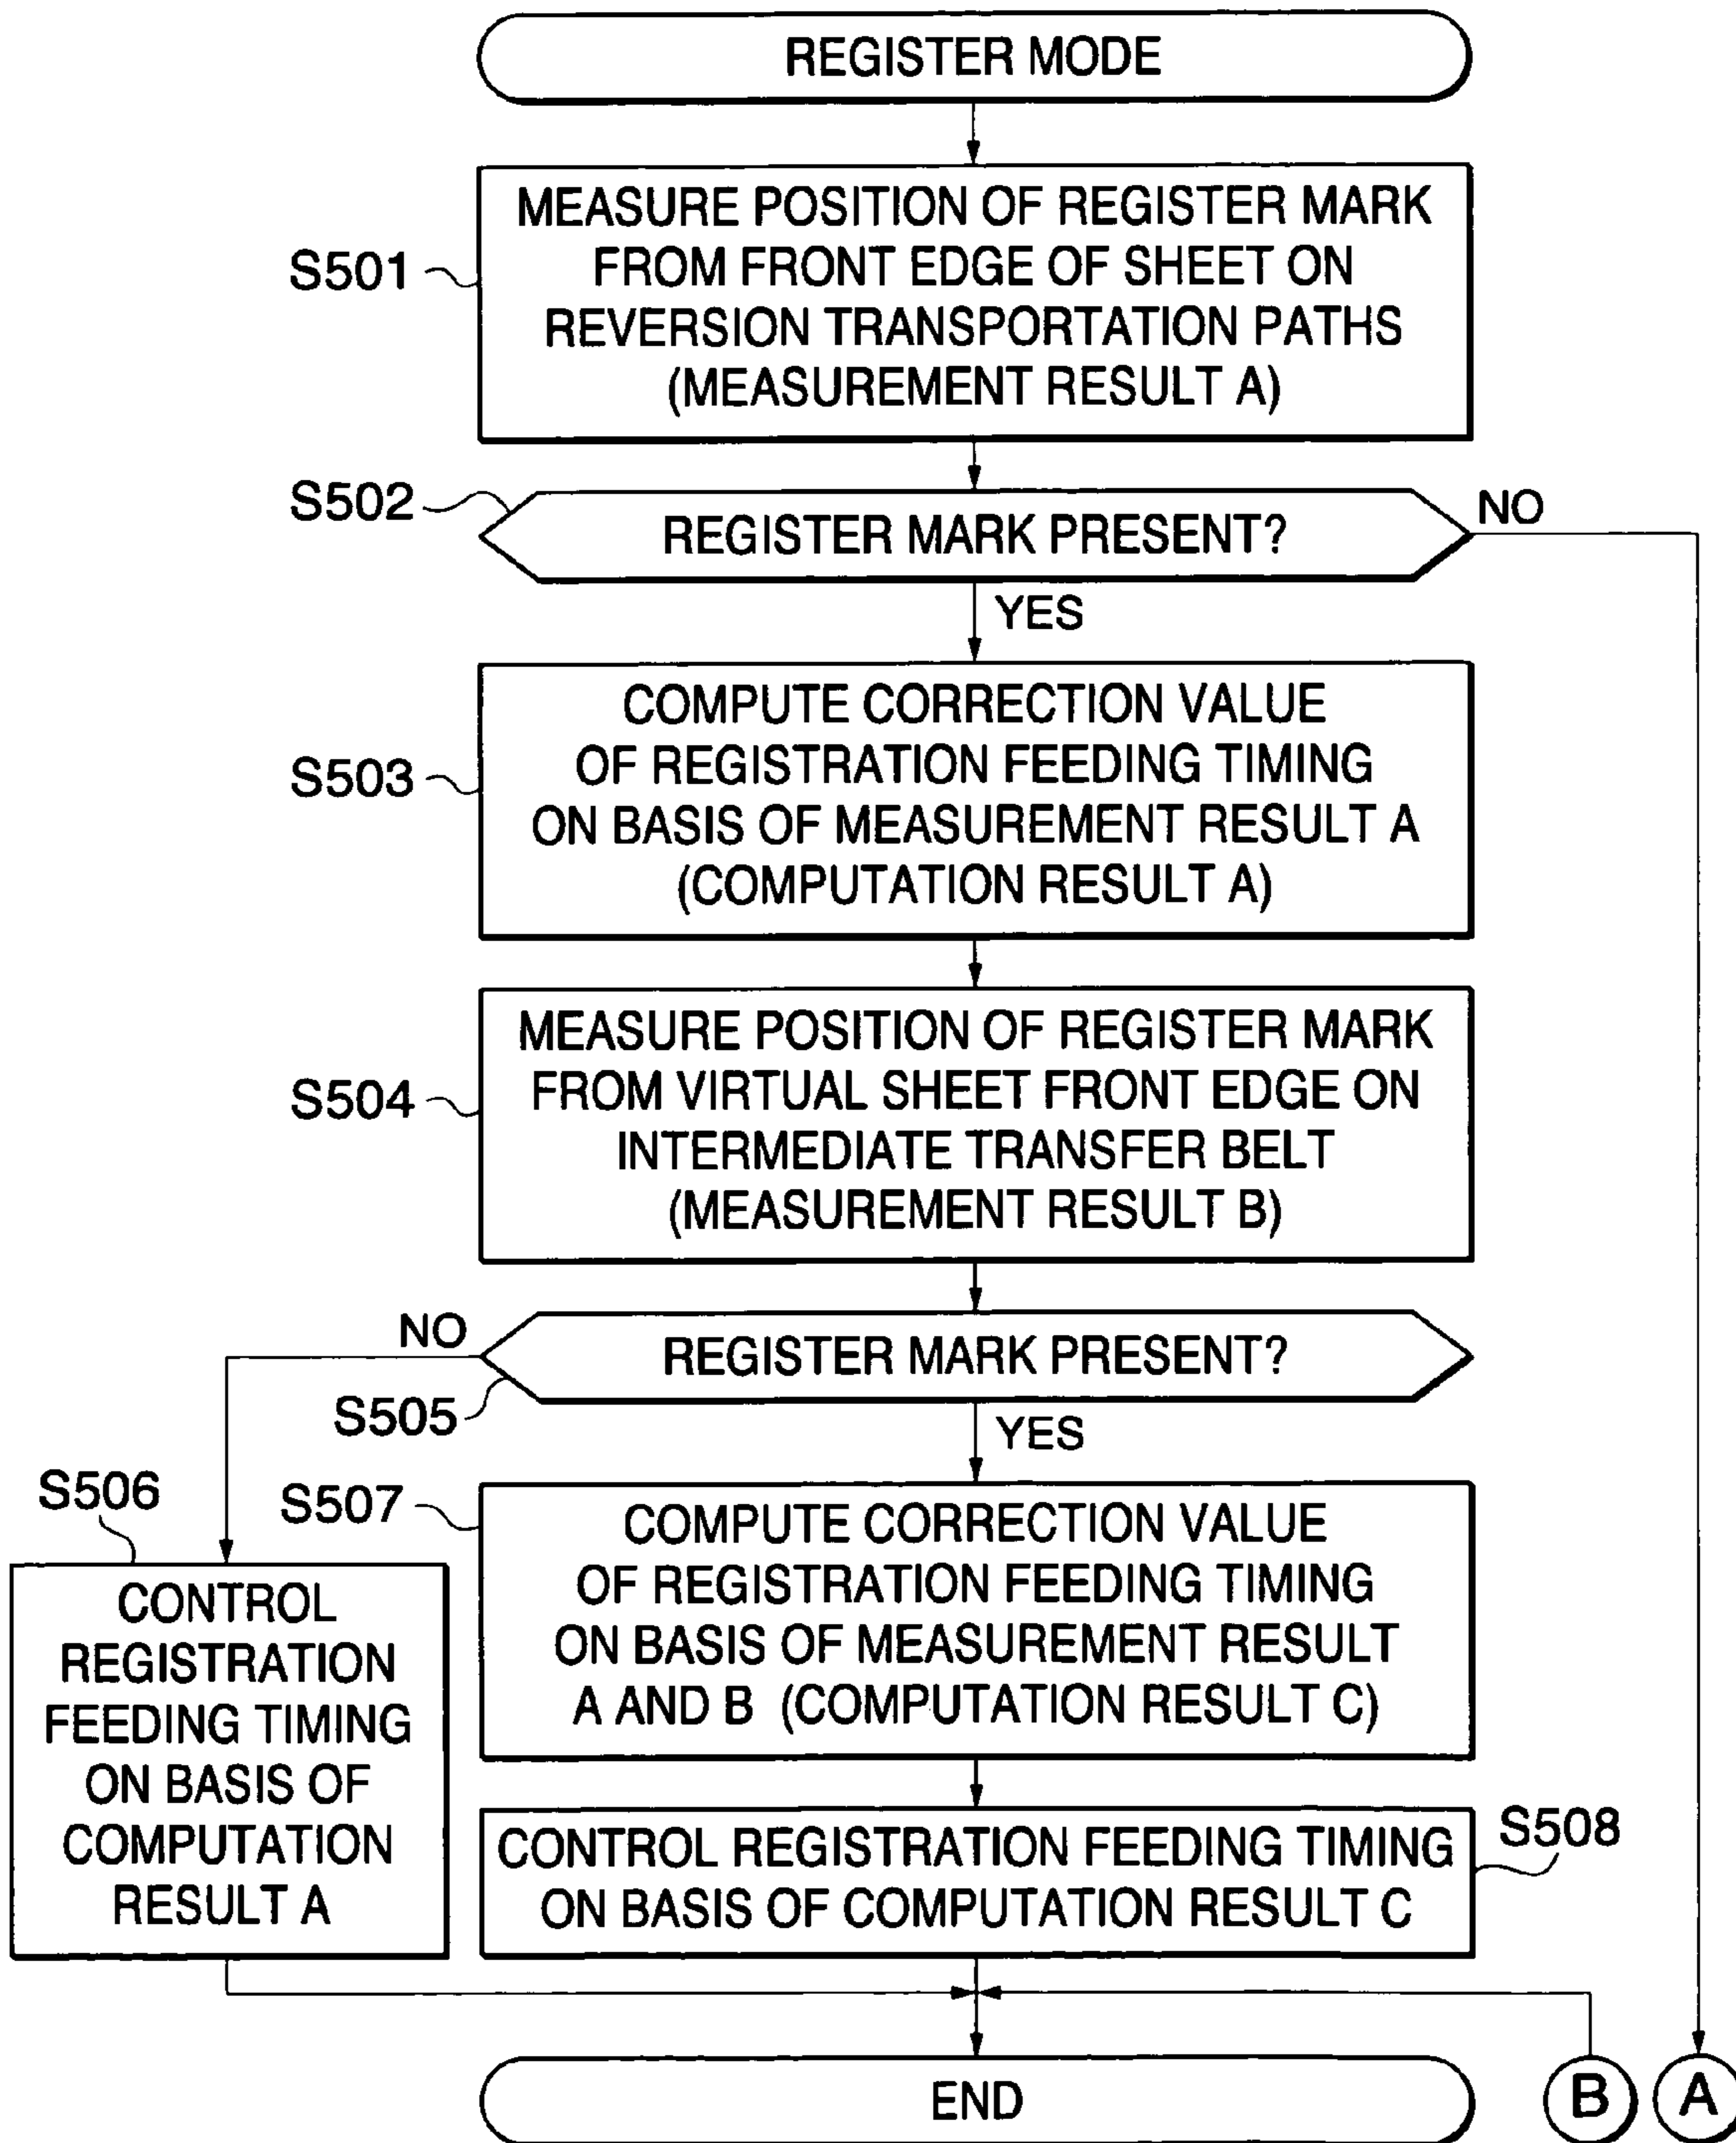 REGISTER MODE
S501
MEASURE POSITION OF REGISTER MARK
FROM FRONT EDGE OF SHEET ON
REVERSION TRANSPORTATION PATHS
(MEASUREMENT RESULT A)
S502
REGISTER MARK PRESENT?
NO
YES
S503
COMPUTE CORRECTION VALUE
OF REGISTRATION FEEDING TIMING
ON BASIS OF MEASUREMENT RESULT A
(COMPUTATION RESULT A)
S504
MEASURE POSITION OF REGISTER MARK
FROM VIRTUAL SHEET FRONT EDGE ON
INTERMEDIATE TRANSFER BELT
(MEASUREMENT RESULT B)
NO
REGISTER MARK PRESENT?
S505
YES
S506
CONTROL
REGISTRATION
FEEDING TIMING
ON BASIS OF
COMPUTATION
RESULT A
S507
COMPUTE CORRECTION VALUE
OF REGISTRATION FEEDING TIMING
ON BASIS OF MEASUREMENT RESULT
A AND B (COMPUTATION RESULT C)
CONTROL REGISTRATION FEEDING TIMING
ON BASIS OF COMPUTATION RESULT C
S508
END
B
A